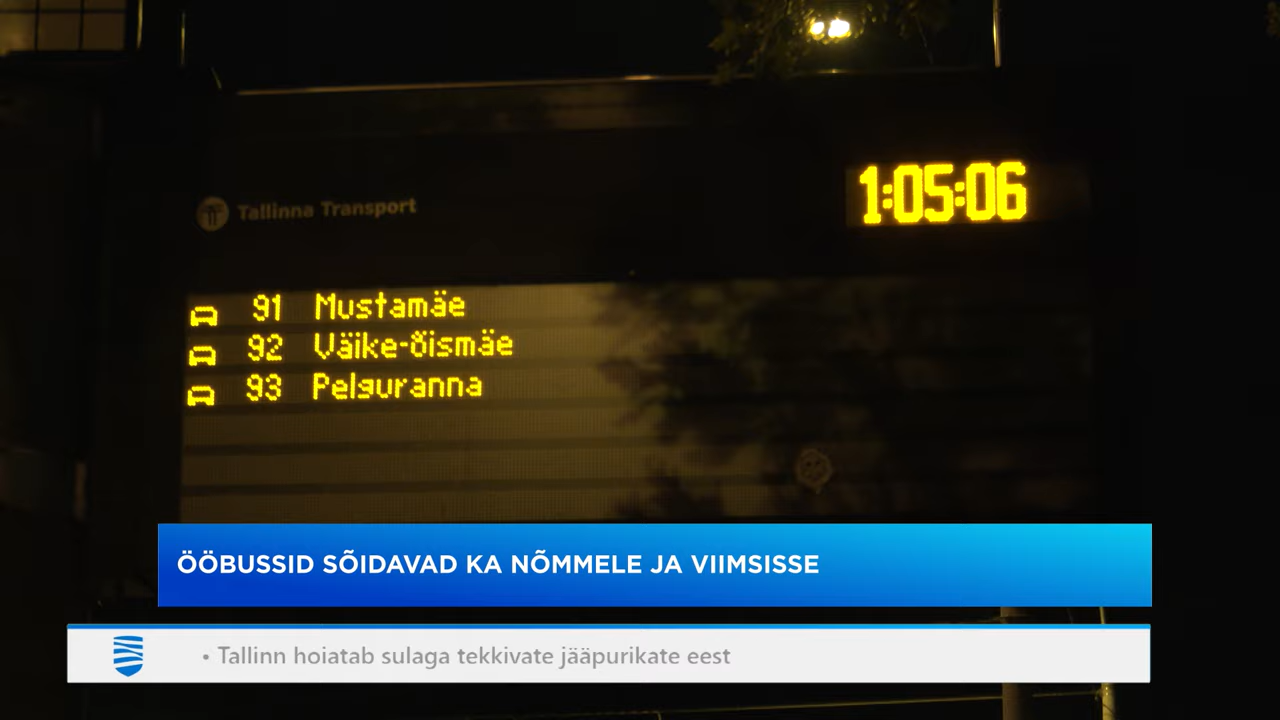 Tallinna Transport
1:05:06
91 Mustamäe
92 Väike-õismäe
93 Pelguranna
ÖÖBUSSID SÕIDAVAD KA NÕMMELE JA VIIMSISSE
• Tallinn hoiatab sulaga tekkivate jääpurikate eest